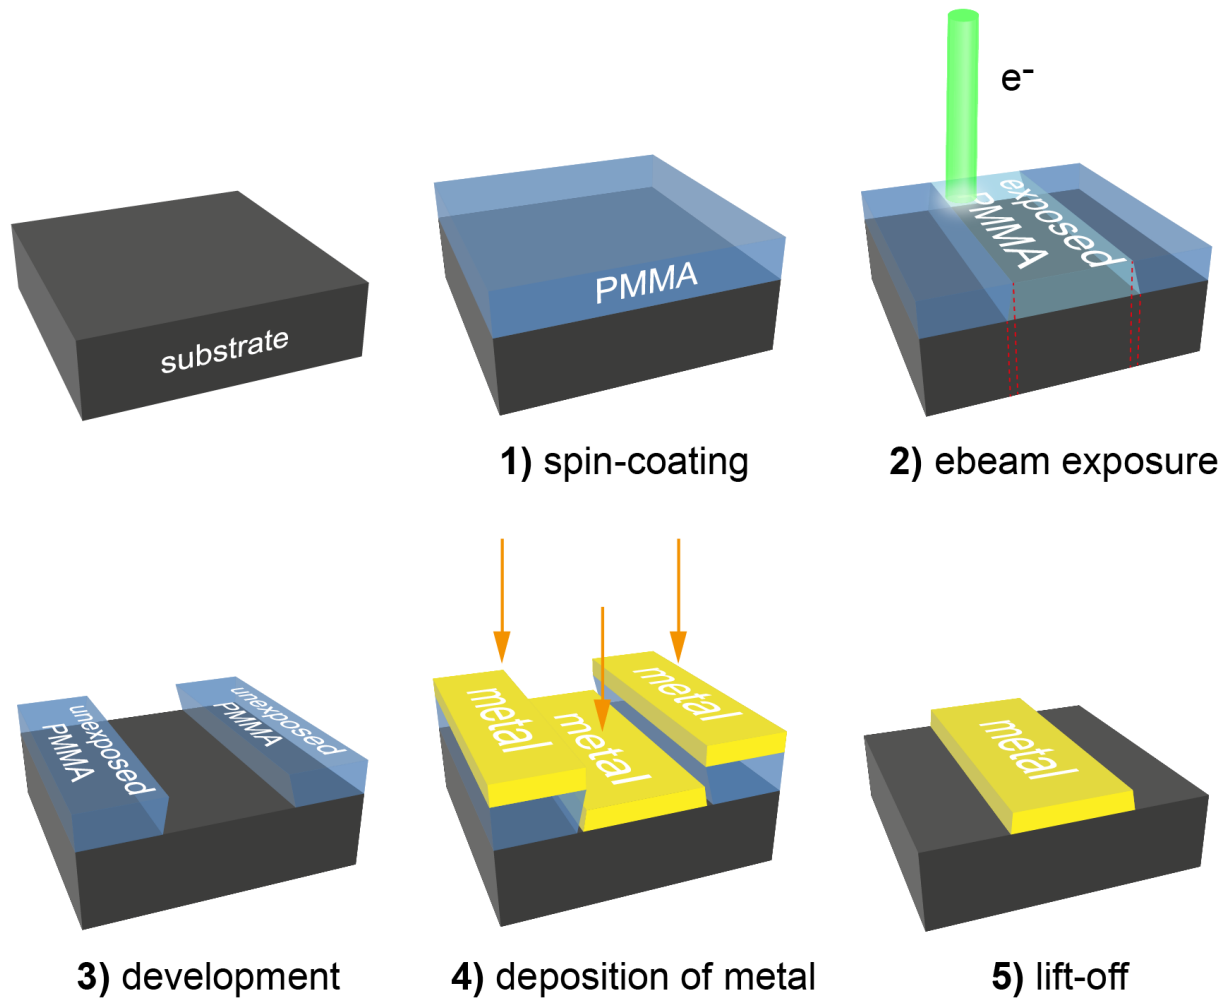 e-
substrate
PMMA
exposed
PMMA
1) spin-coating
2) ebeam exposure
unexposed
PMMA
unexposed
PMMA
metal
metal
metal
metal
3) development
4) deposition of metal
5) lift-off